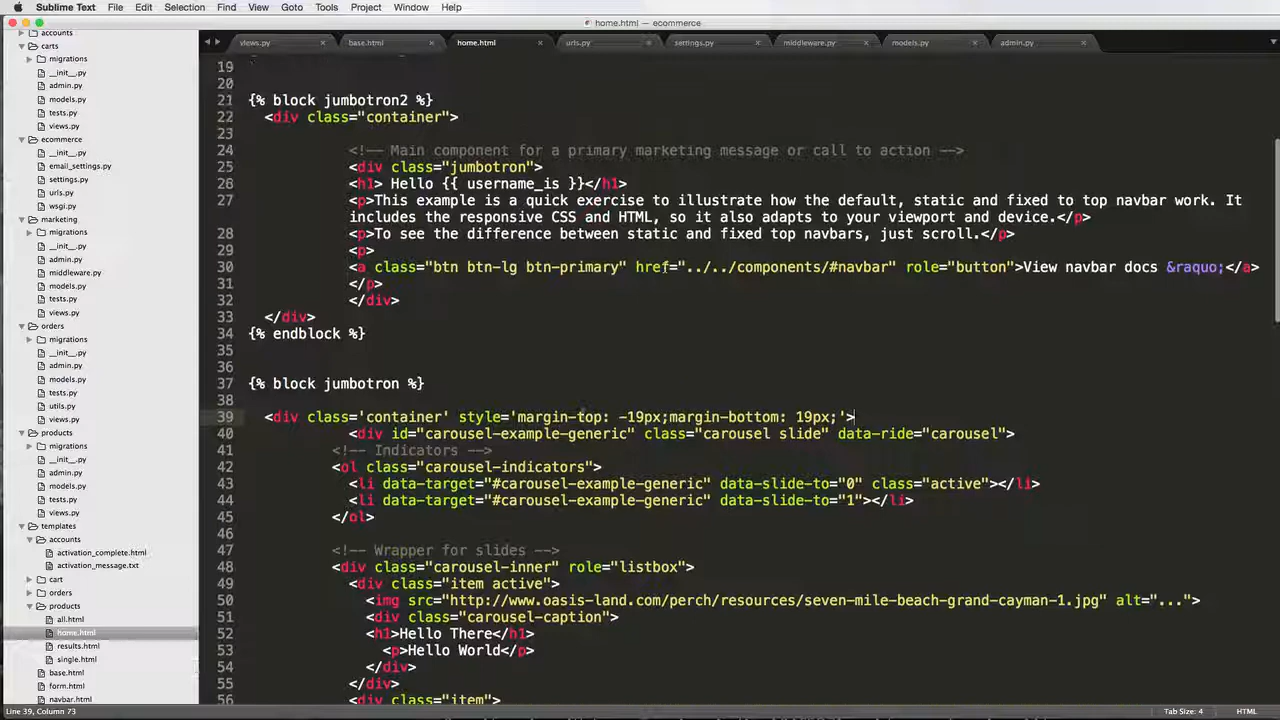 Sublime Text File Edit Selection Find View Goto Tools Project Window Help
home.html — ecommerce
views.py base.html home.html urls.py settings.py middleware.py models.py admin.py
accounts
carts
migrations
__init__.py
admin.py
models.py
tests.py
views.py
ecommerce
__init__.py
email_settings.py
settings.py
urls.py
wsgi.py
marketing
migrations
__init__.py
admin.py
middleware.py
models.py
tests.py
views.py
orders
migrations
__init__.py
admin.py
models.py
tests.py
utils.py
views.py
products
migrations
__init__.py
admin.py
models.py
tests.py
views.py
templates
accounts
activation_complete.html
activation_message.txt
cart
orders
products
all.html
home.html
results.html
single.html
base.html
form.html
navbar.html
19
20
21 {% block jumbotron2 %}
22 <div class="container">
23
24 <!-- Main component for a primary marketing message or call to action -->
25 <div class="jumbotron">
26 <h1> Hello {{ username_is }}</h1>
27 <p>This example is a quick exercise to illustrate how the default, static and fixed to top navbar work. It
includes the responsive CSS and HTML, so it also adapts to your viewport and device.</p>
28 <p>To see the difference between static and fixed top navbars, just scroll.</p>
29 <p>
30 <a class="btn btn-lg btn-primary" href="../../components/#navbar" role="button">View navbar docs &raquo;</a>
31 </p>
32 </div>
33 </div>
34 {% endblock %}
35
36
37 {% block jumbotron %}
38
39 <div class='container' style='margin-top: -19px;margin-bottom: 19px;'>
40 <div id="carousel-example-generic" class="carousel slide" data-ride="carousel">
41 <!-- Indicators -->
42 <ol class="carousel-indicators">
43 <li data-target="#carousel-example-generic" data-slide-to="0" class="active"></li>
44 <li data-target="#carousel-example-generic" data-slide-to="1"></li>
45 </ol>
46
47 <!-- Wrapper for slides -->
48 <div class="carousel-inner" role="listbox">
49 <div class="item active">
50 <img src="http://www.oasis-land.com/perch/resources/seven-mile-beach-grand-cayman-1.jpg" alt="...">
51 <div class="carousel-caption">
52 <h1>Hello There</h1>
53 <p>Hello World</p>
54 </div>
55 </div>
56 <div class="item">
Line 39, Column 73 Tab Size: 4 HTML